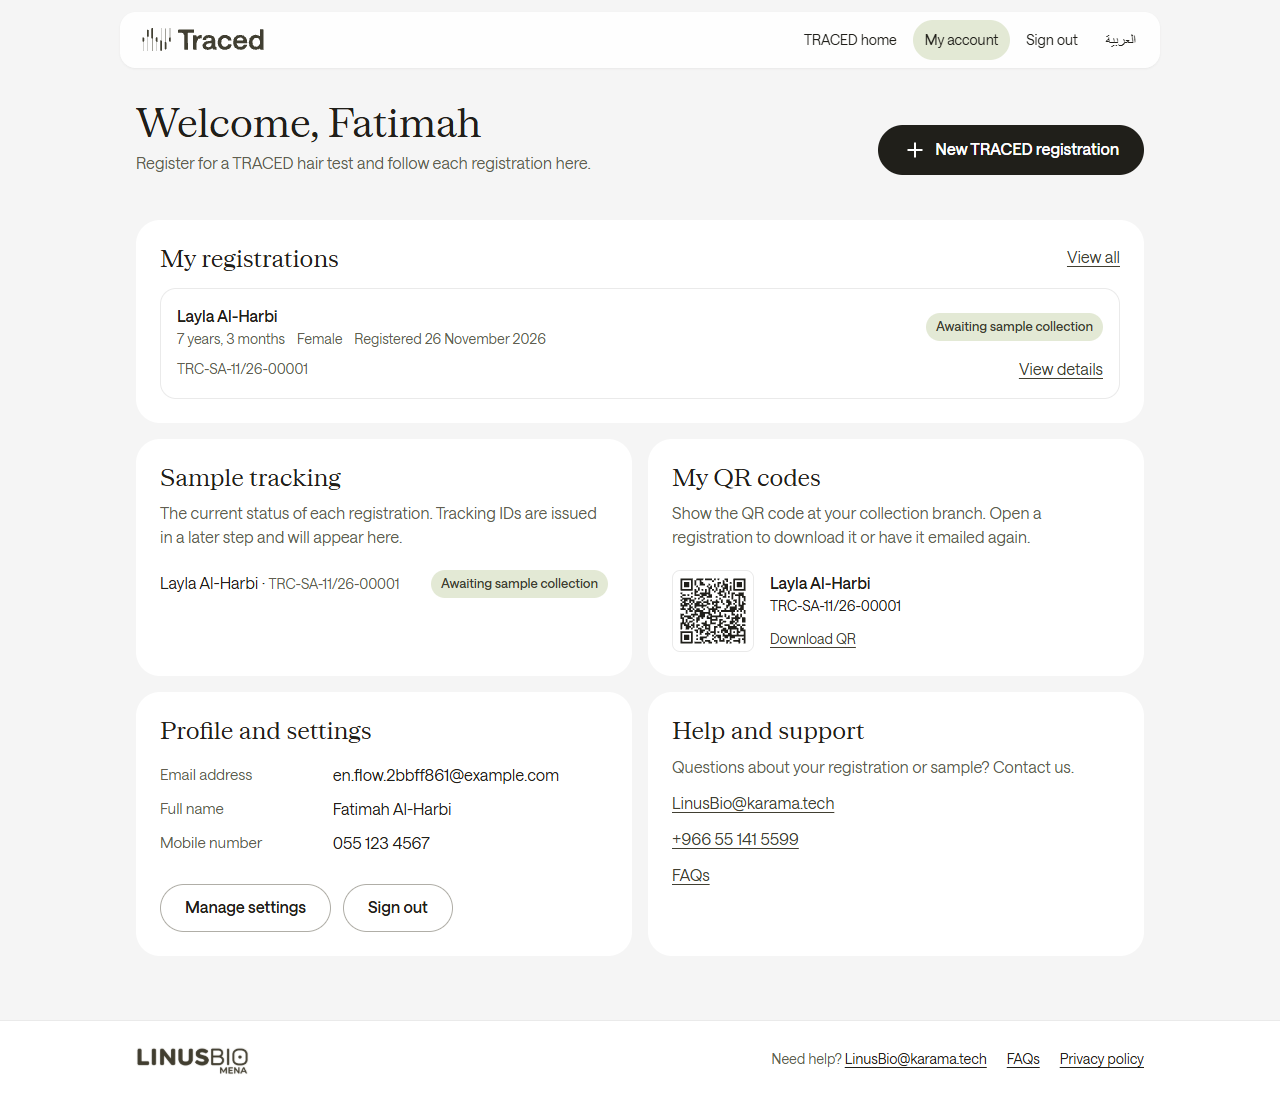 Traced
TRACED home
My account
Sign out
العربية
Welcome, Fatimah
Register for a TRACED hair test and follow each registration here.
New TRACED registration
My registrations
View all
Layla Al-Harbi
7 years, 3 months Female Registered 26 November 2026
Awaiting sample collection
TRC-SA-11/26-00001
View details
Sample tracking
The current status of each registration. Tracking IDs are issued
in a later step and will appear here.
Layla Al-Harbi · TRC-SA-11/26-00001
Awaiting sample collection
My QR codes
Show the QR code at your collection branch. Open a
registration to download it or have it emailed again.
Layla Al-Harbi
TRC-SA-11/26-00001
Download QR
Profile and settings
Email address en.flow.2bbff861@example.com
Full name Fatimah Al-Harbi
Mobile number 055 123 4567
Manage settings
Sign out
Help and support
Questions about your registration or sample? Contact us.
LinusBio@karama.tech
+966 55 141 5599
FAQs
LINUSBIO
MENA
Need help? LinusBio@karama.tech FAQs Privacy policy